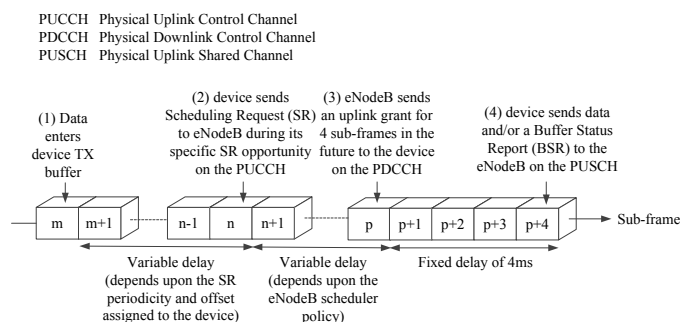 PUCCH Physical Uplink Control Channel
PDCCH Physical Downlink Control Channel
PUSCH Physical Uplink Shared Channel
(1) Data
enters
device TX
buffer
(2) device sends
Scheduling Request (SR)
to eNodeB during its
specific SR opportunity
on the PUCCH
(3) eNodeB sends
an uplink grant for
4 sub-frames in the
future to the device
on the PDCCH
(4) device sends data
and/or a Buffer Status
Report (BSR) to the
eNodeB on the PUSCH
m m+1 n-1 n n+1 p p+1 p+2 p+3 p+4 Sub-frame
Variable delay
(depends upon the SR
periodicity and offset
assigned to the device)
Variable delay
(depends upon the
eNodeB scheduler
policy)
Fixed delay of 4ms